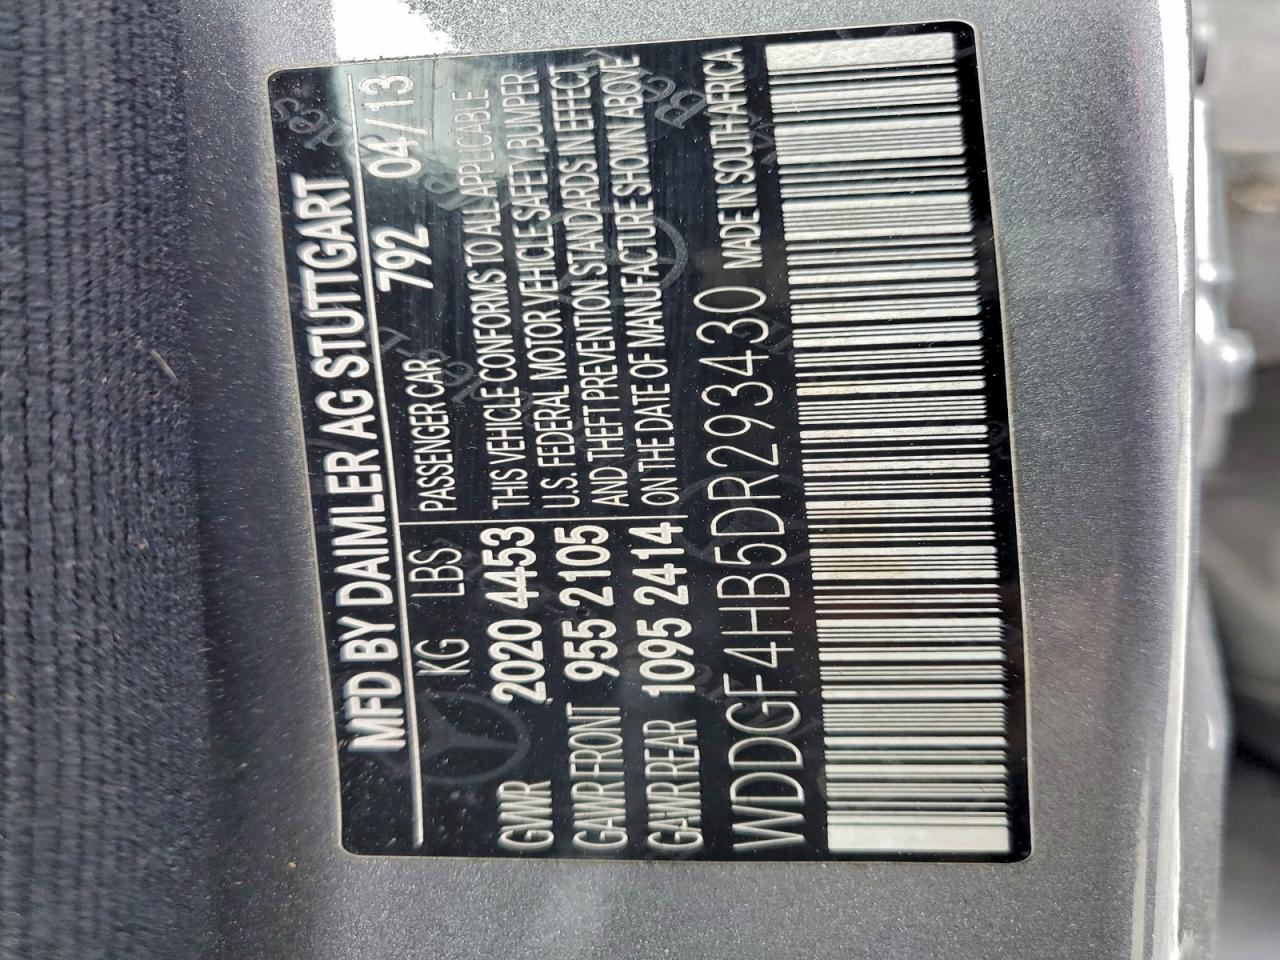 MFD BY DAIMLER AG STUTTGART
KG LBS PASSENGER CAR 792 04/13
GVWR 2020 4453 THIS VEHICLE CONFORMS TO ALL APPLICABLE
U.S. FEDERAL MOTOR VEHICLE SAFETY BUMPER
GAWR FRONT 955 2105 AND THEFT PREVENTION STANDARDS IN EFFECT
GAWR REAR 1095 2414 ON THE DATE OF MANUFACTURE SHOWN ABOVE
WDDGF4HB5DR293430 MADE IN SOUTH AFRICA